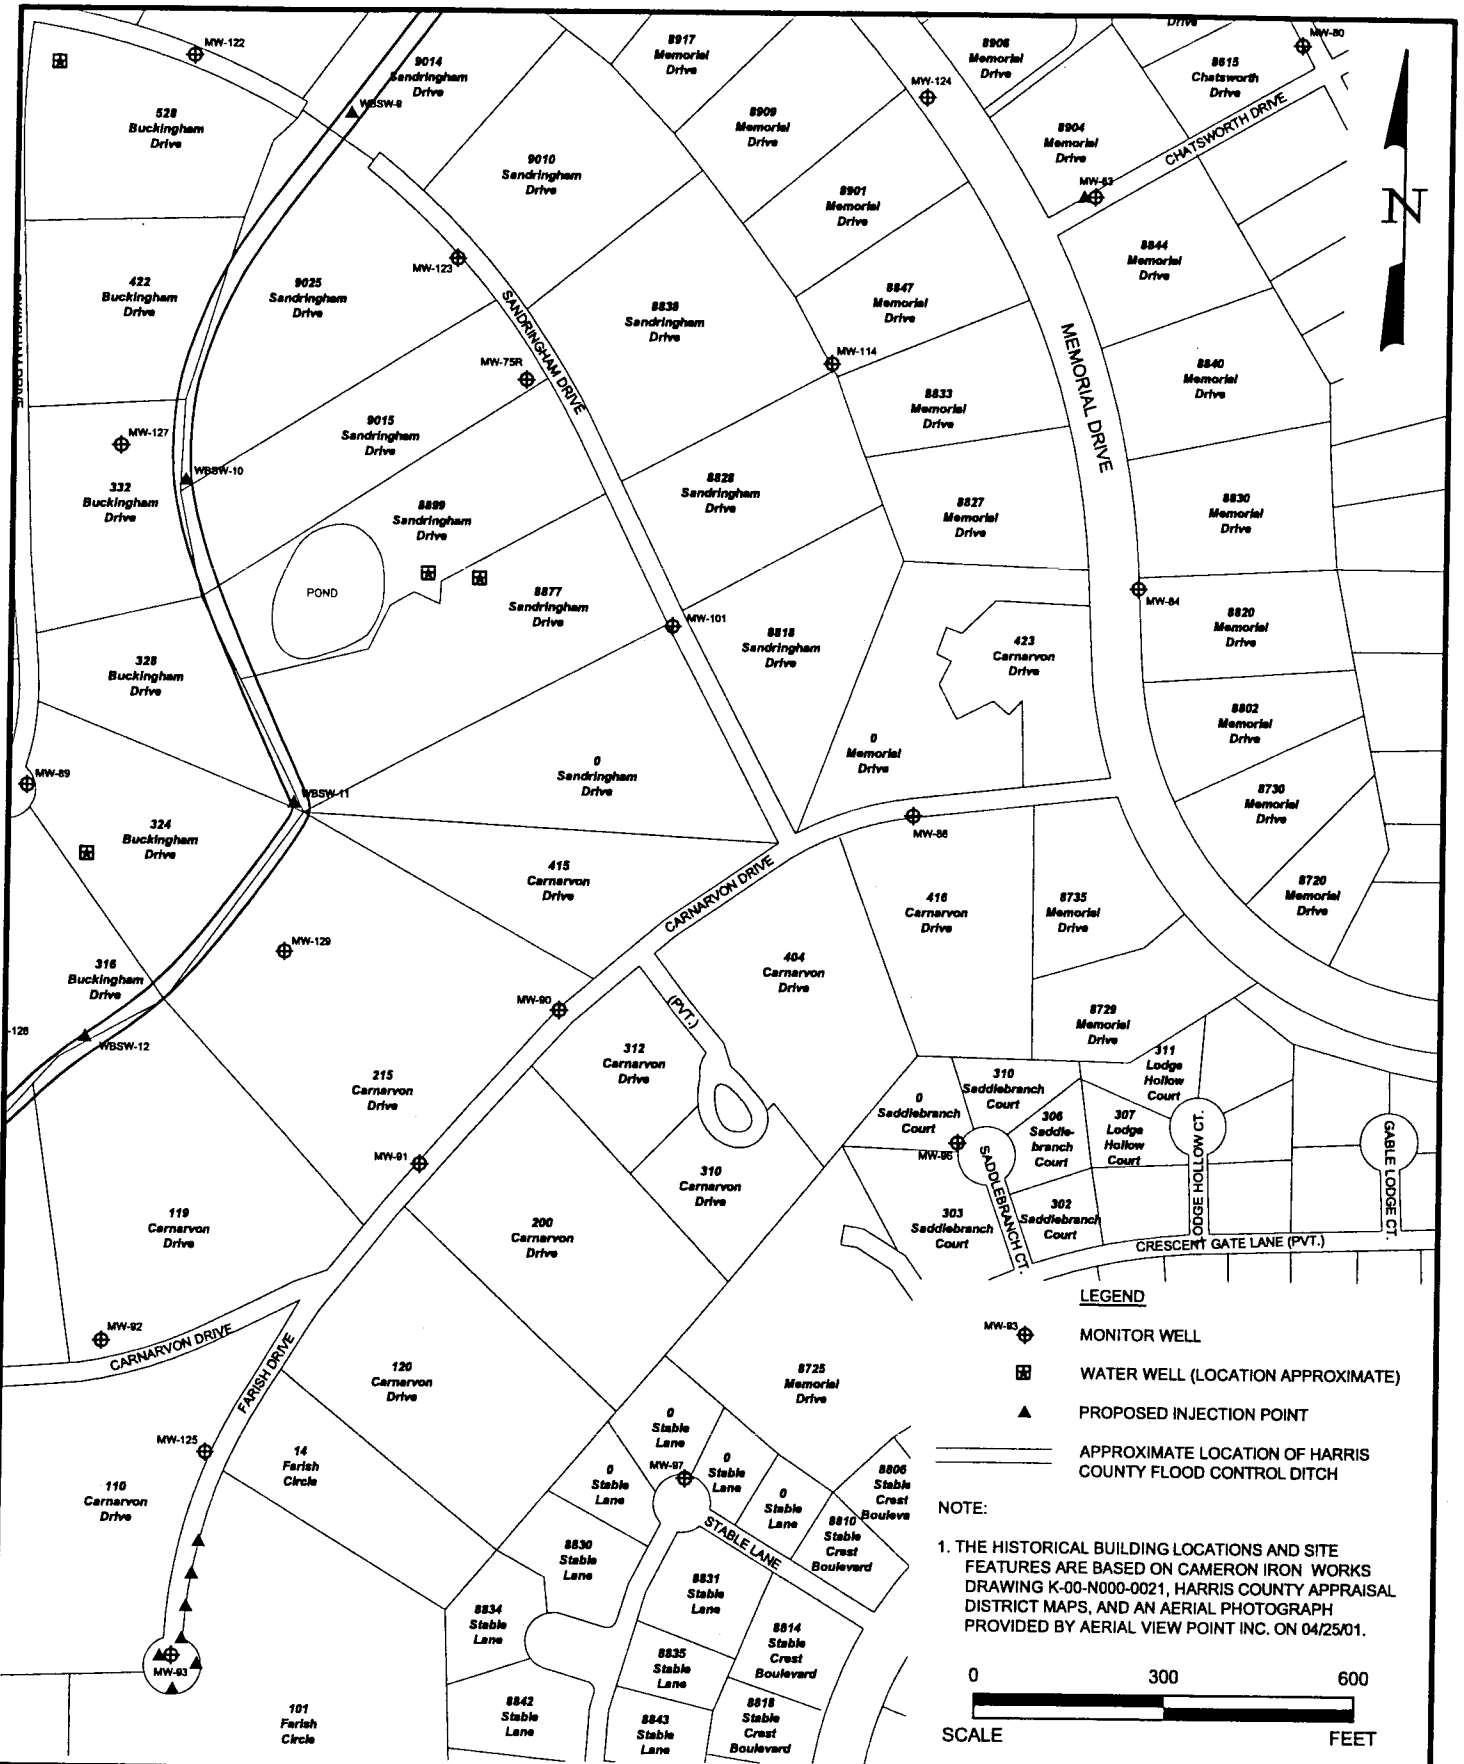 Drive
MW-80
MW-122
8917
Memorial
Drive
8906
Memorial
Drive
8615
Chatsworth
Drive
9014
Sandringham
Drive
MW-124
WBSW-9
528
Buckingham
Drive
8909
Memorial
Drive
8904
Memorial
Drive
CHATSWORTH DRIVE
9010
Sandringham
Drive
8901
Memorial
Drive
MW-83
N
8844
Memorial
Drive
MW-123
422
Buckingham
Drive
9025
Sandringham
Drive
8838
Sandringham
Drive
8847
Memorial
Drive
SANDRINGHAM DRIVE
MEMORIAL DRIVE
MW-114
MW-75R
8840
Memorial
Drive
8833
Memorial
Drive
MW-127
9015
Sandringham
Drive
WBSW-10
332
Buckingham
Drive
8828
Sandringham
Drive
8899
Sandringham
Drive
8827
Memorial
Drive
8830
Memorial
Drive
POND
8877
Sandringham
Drive
MW-101
MW-84
8820
Memorial
Drive
8818
Sandringham
Drive
423
Carnarvon
Drive
328
Buckingham
Drive
8802
Memorial
Drive
0
Memorial
Drive
0
Sandringham
Drive
MW-89
WBSW-11
8730
Memorial
Drive
324
Buckingham
Drive
MW-88
415
Carnarvon
Drive
CARNARVON DRIVE
416
Carnarvon
Drive
8735
Memorial
Drive
8720
Memorial
Drive
MW-129
316
Buckingham
Drive
404
Carnarvon
Drive
MW-90
(PVT.)
-128
WBSW-12
8729
Memorial
Drive
312
Carnarvon
Drive
311
Lodge
Hollow
Court
215
Carnarvon
Drive
310
Saddlebranch
Court
0
Saddlebranch
Court
306
Saddle-
branch
Court
307
Lodge
Hollow
Court
MW-96
MW-91
SADDLEBRANCH CT.
LODGE HOLLOW CT.
GABLE LODGE CT.
310
Carnarvon
Drive
119
Carnarvon
Drive
200
Carnarvon
Drive
303
Saddlebranch
Court
302
Saddlebranch
Court
CRESCENT GATE LANE (PVT.)
MW-92
CARNARVON DRIVE
FARISH DRIVE
120
Carnarvon
Drive
8725
Memorial
Drive
MW-125
14
Farish
Circle
0
Stable
Lane
MW-97
0
Stable
Lane
0
Stable
Lane
0
Stable
Lane
8806
Stable
Crest
Bouleva
110
Carnarvon
Drive
STABLE LANE
8810
Stable
Crest
Boulevard
8830
Stable
Lane
8831
Stable
Lane
8834
Stable
Lane
8814
Stable
Crest
Boulevard
8835
Stable
Lane
MW-93
101
Farish
Circle
8842
Stable
Lane
8843
Stable
Lane
8818
Stable
Crest
Boulevard
LEGEND
MW-93
MONITOR WELL
WATER WELL (LOCATION APPROXIMATE)
PROPOSED INJECTION POINT
APPROXIMATE LOCATION OF HARRIS
COUNTY FLOOD CONTROL DITCH
NOTE:
1. THE HISTORICAL BUILDING LOCATIONS AND SITE
FEATURES ARE BASED ON CAMERON IRON WORKS
DRAWING K-00-N000-0021, HARRIS COUNTY APPRAISAL
DISTRICT MAPS, AND AN AERIAL PHOTOGRAPH
PROVIDED BY AERIAL VIEW POINT INC. ON 04/25/01.
0 300 600
SCALE FEET